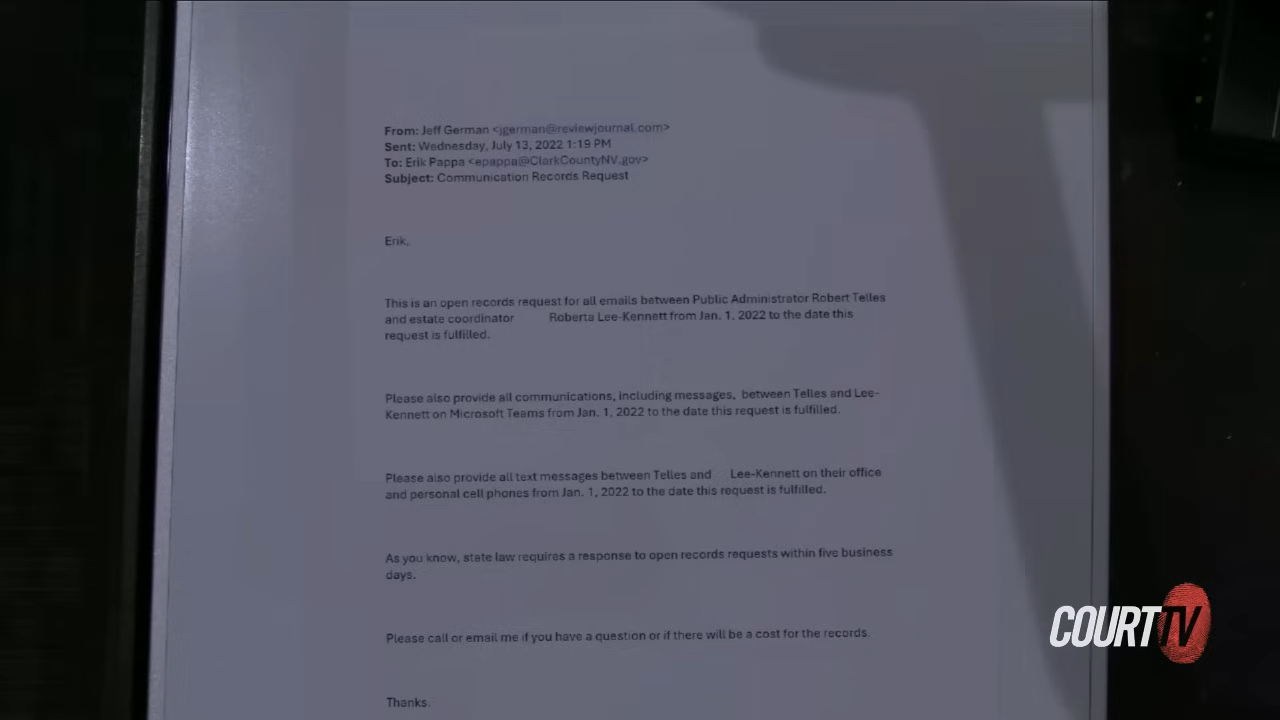 From: Jeff German <jgerman@reviewjournal.com>
Sent: Wednesday, July 13, 2022 1:19 PM
To: Erik Pappa <epappa@ClarkCountyNV.gov>
Subject: Communication Records Request
Erik,
This is an open records request for all emails between Public Administrator Robert Telles
and estate coordinator Roberta Lee-Kennett from Jan. 1, 2022 to the date this
request is fulfilled.
Please also provide all communications, including messages, between Telles and Lee-
Kennett on Microsoft Teams from Jan. 1, 2022 to the date this request is fulfilled.
Please also provide all text messages between Telles and Lee-Kennett on their office
and personal cell phones from Jan. 1, 2022 to the date this request is fulfilled.
As you know, state law requires a response to open records requests within five business
days.
Please call or email me if you have a question or if there will be a cost for the records.
Thanks.
COURT TV